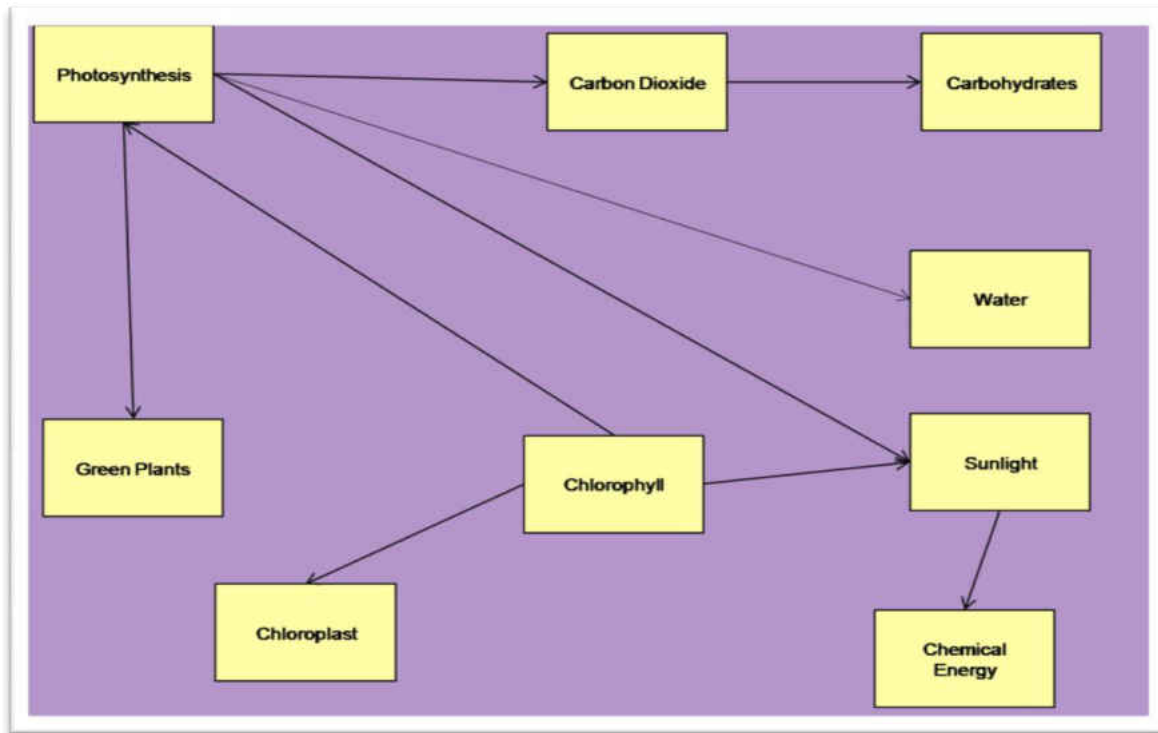 Photosynthesis
Carbon Dioxide
Carbohydrates
Water
Green Plants
Chlorophyll
Sunlight
Chloroplast
Chemical
Energy